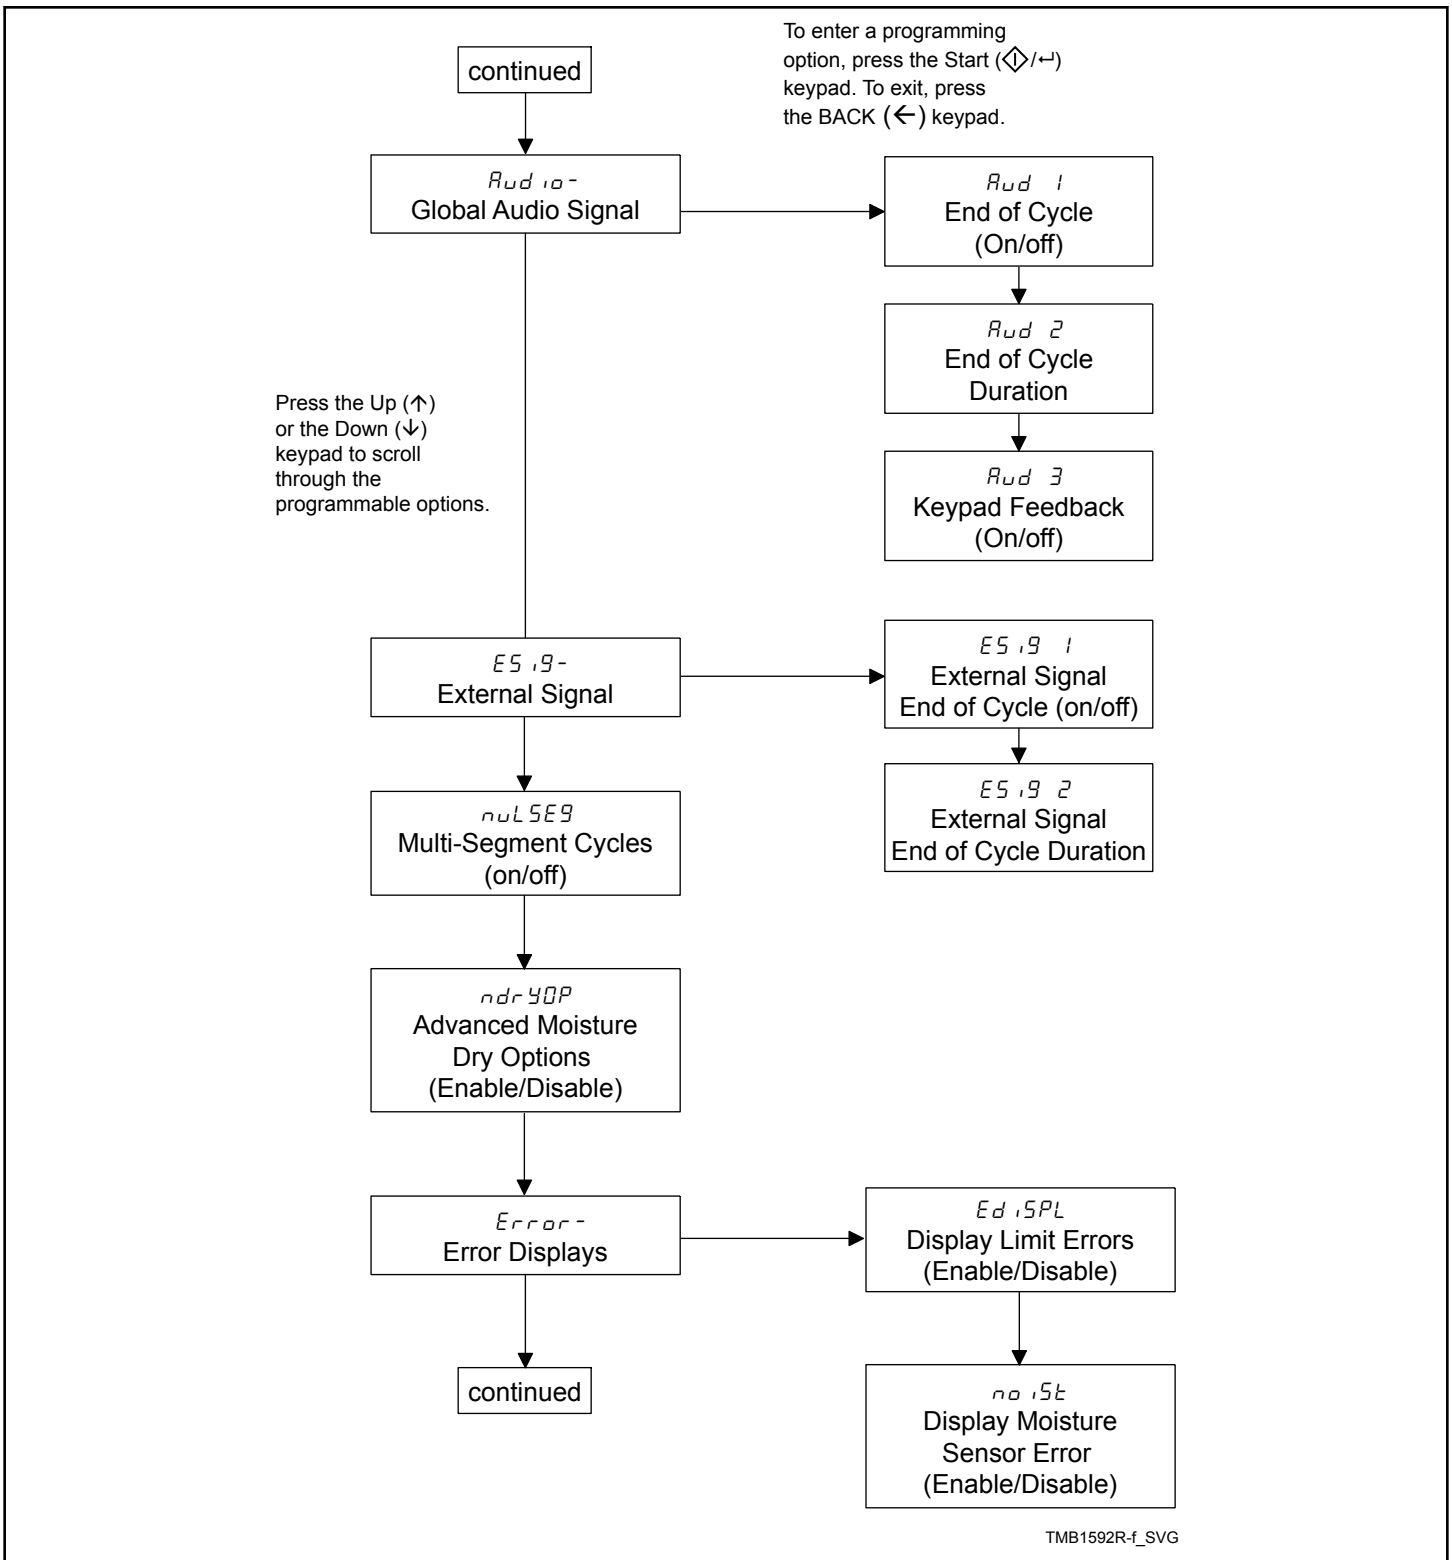 To enter a programming
option, press the Start (/↵)
keypad. To exit, press
the BACK (←) keypad.
continued
Audio-
Global Audio Signal
Aud 1
End of Cycle
(On/off)
Aud 2
End of Cycle
Duration
Aud 3
Keypad Feedback
(On/off)
Press the Up (↑)
or the Down (↓)
keypad to scroll
through the
programmable options.
ESig-
External Signal
ESig 1
External Signal
End of Cycle (on/off)
ESig 2
External Signal
End of Cycle Duration
nuLSEg
Multi-Segment Cycles
(on/off)
ndryOP
Advanced Moisture
Dry Options
(Enable/Disable)
Error-
Error Displays
EdiSPL
Display Limit Errors
(Enable/Disable)
noiSt
Display Moisture
Sensor Error
(Enable/Disable)
continued
TMB1592R-f_SVG